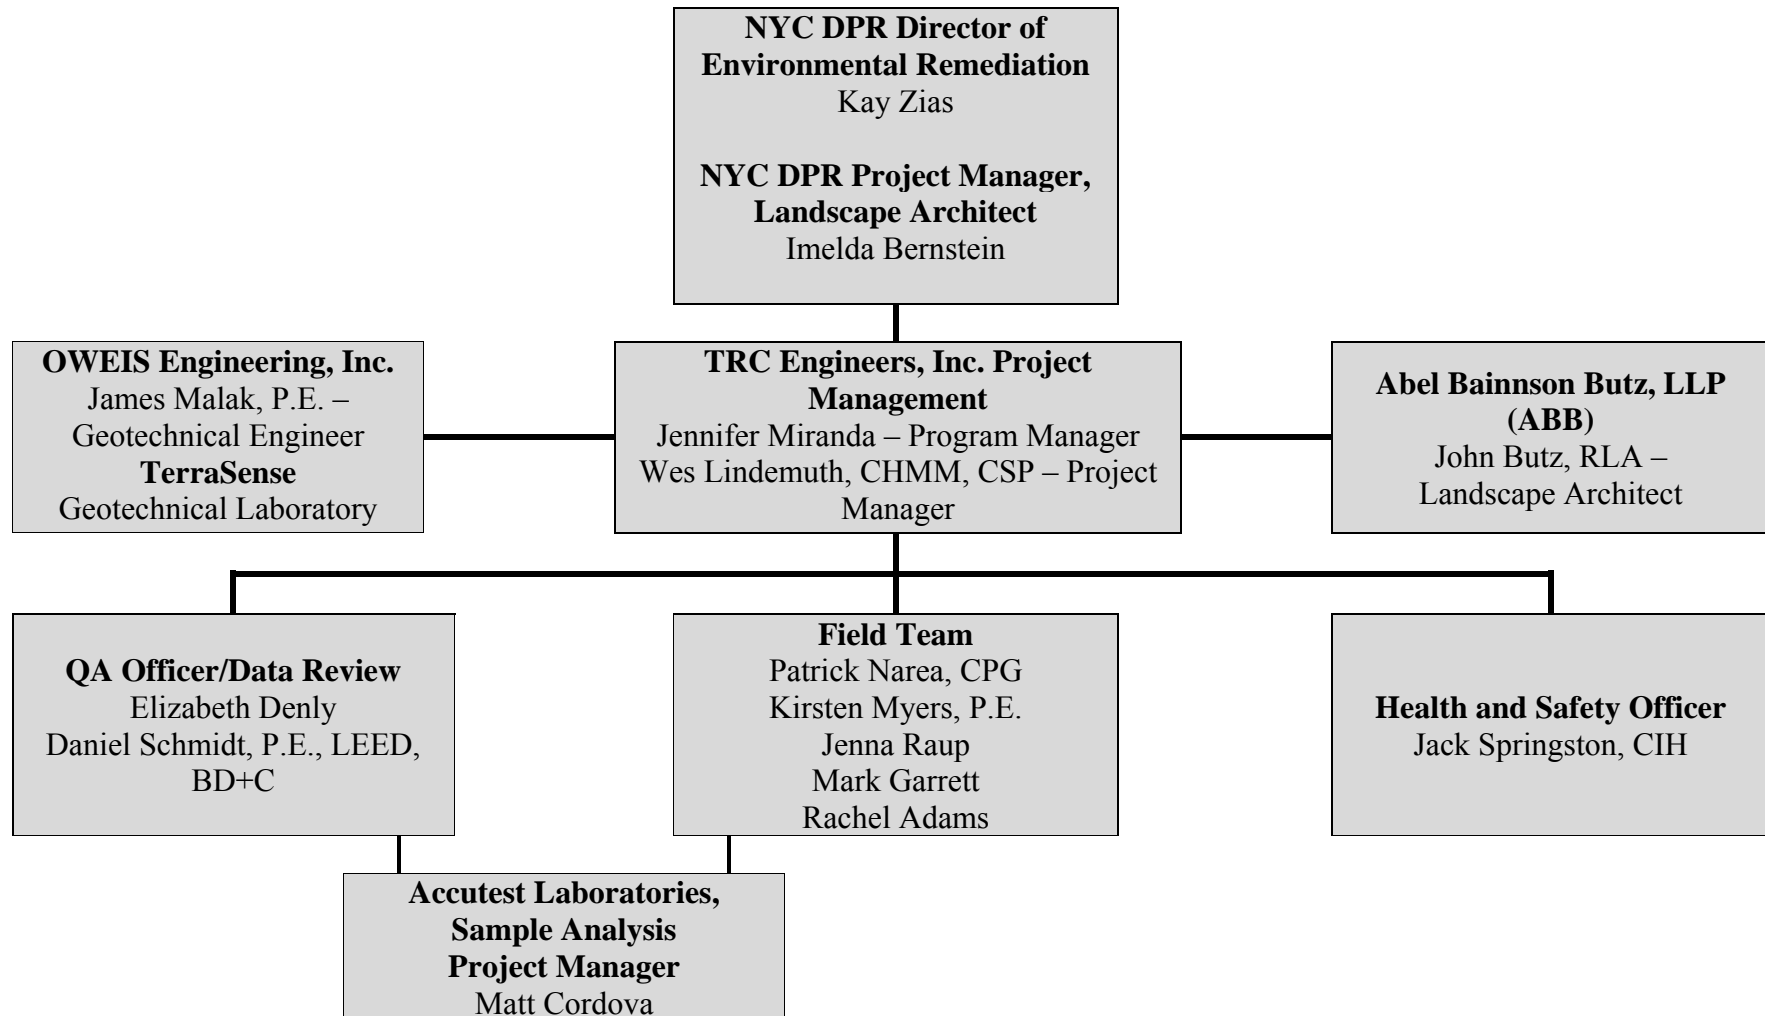 NYC DPR Director of
Environmental Remediation
Kay Zias
NYC DPR Project Manager,
Landscape Architect
Imelda Bernstein
OWEIS Engineering, Inc.
James Malak, P.E. –
Geotechnical Engineer
TerraSense
Geotechnical Laboratory
TRC Engineers, Inc. Project
Management
Jennifer Miranda – Program Manager
Wes Lindemuth, CHMM, CSP – Project
Manager
Abel Bainnson Butz, LLP
(ABB)
John Butz, RLA –
Landscape Architect
QA Officer/Data Review
Elizabeth Denly
Daniel Schmidt, P.E., LEED,
BD+C
Field Team
Patrick Narea, CPG
Kirsten Myers, P.E.
Jenna Raup
Mark Garrett
Rachel Adams
Health and Safety Officer
Jack Springston, CIH
Accutest Laboratories,
Sample Analysis
Project Manager
Matt Cordova